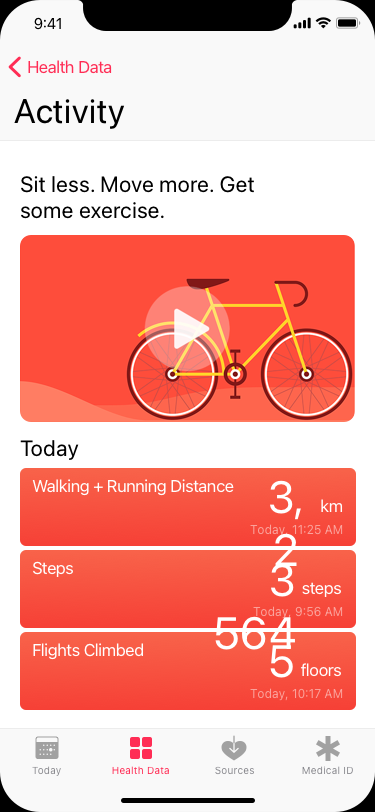 9:41
Health Data
Activity
Sit less. Move more. Get
some exercise.
Today
Walking + Running Distance
3, km
Today, 11:25 AM
2
Steps
3 steps
Today, 9:56 AM
564
Flights Climbed
5 floors
Today, 10:17 AM
Today
Health Data
Sources
Medical ID